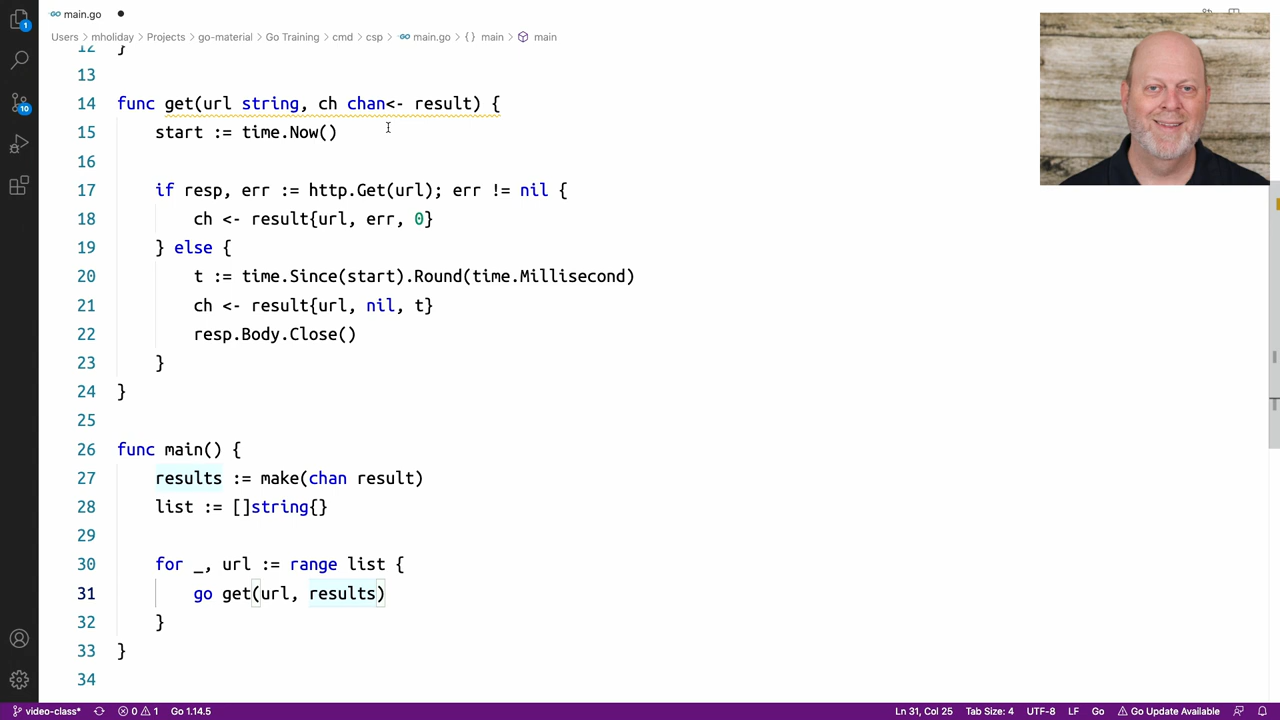 main.go
Users > mholiday > Projects > go-material > Go Training > cmd > csp > main.go > {} main > main
12 }
13
14 func get(url string, ch chan<- result) {
15 start := time.Now()
16
17 if resp, err := http.Get(url); err != nil {
18 ch <- result{url, err, 0}
19 } else {
20 t := time.Since(start).Round(time.Millisecond)
21 ch <- result{url, nil, t}
22 resp.Body.Close()
23 }
24 }
25
26 func main() {
27 results := make(chan result)
28 list := []string{}
29
30 for _, url := range list {
31 go get(url, results)
32 }
33 }
34
1
10
video-class* 0 1 Go 1.14.5 Ln 31, Col 25 Tab Size: 4 UTF-8 LF Go Go Update Available